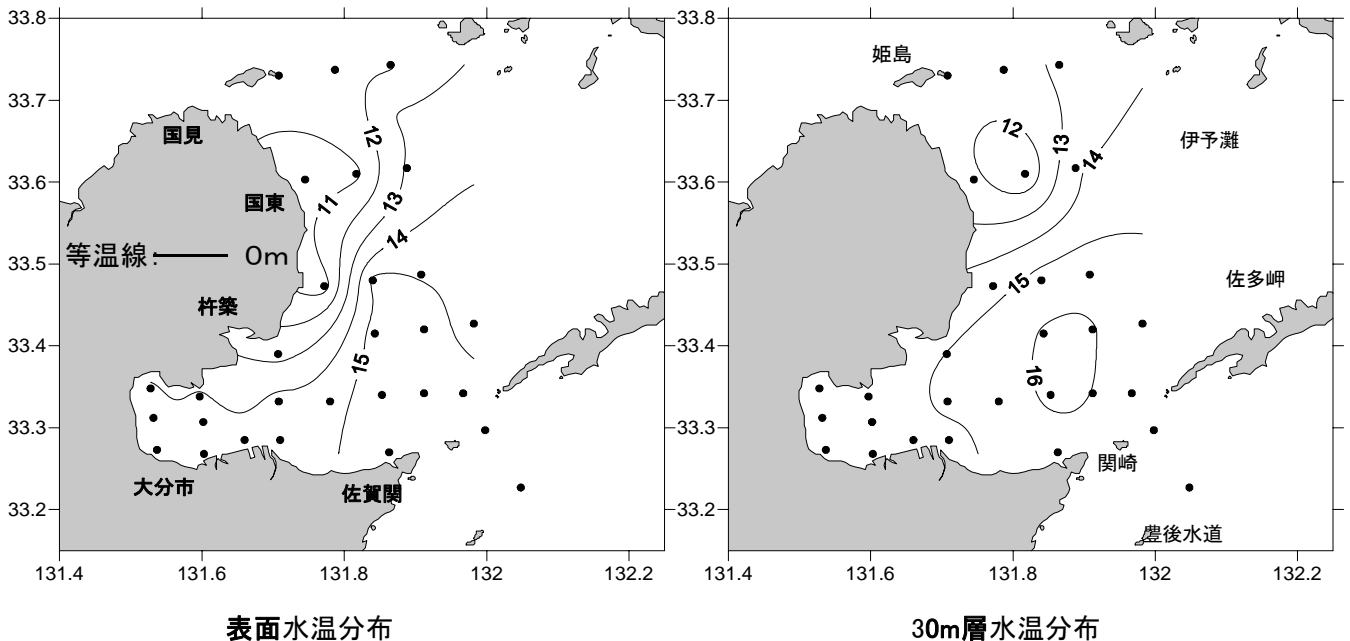 33.8
33.7
33.6
33.5
33.4
33.3
33.2
131.4
131.6
131.8
132
132.2
国見
国東
等温線: 0m
杵築
大分市
佐賀関
11
12
13
14
15
表面水温分布
33.8
33.7
33.6
33.5
33.4
33.3
33.2
131.4
131.6
131.8
132
132.2
姫島
伊予灘
佐多岬
関崎
豊後水道
12
13
14
15
16
30m層水温分布